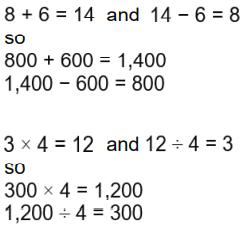 8 + 6 = 14 and 14 − 6 = 8
so
800 + 600 = 1,400
1,400 − 600 = 800
3 × 4 = 12 and 12 ÷ 4 = 3
so
300 × 4 = 1,200
1,200 ÷ 4 = 300